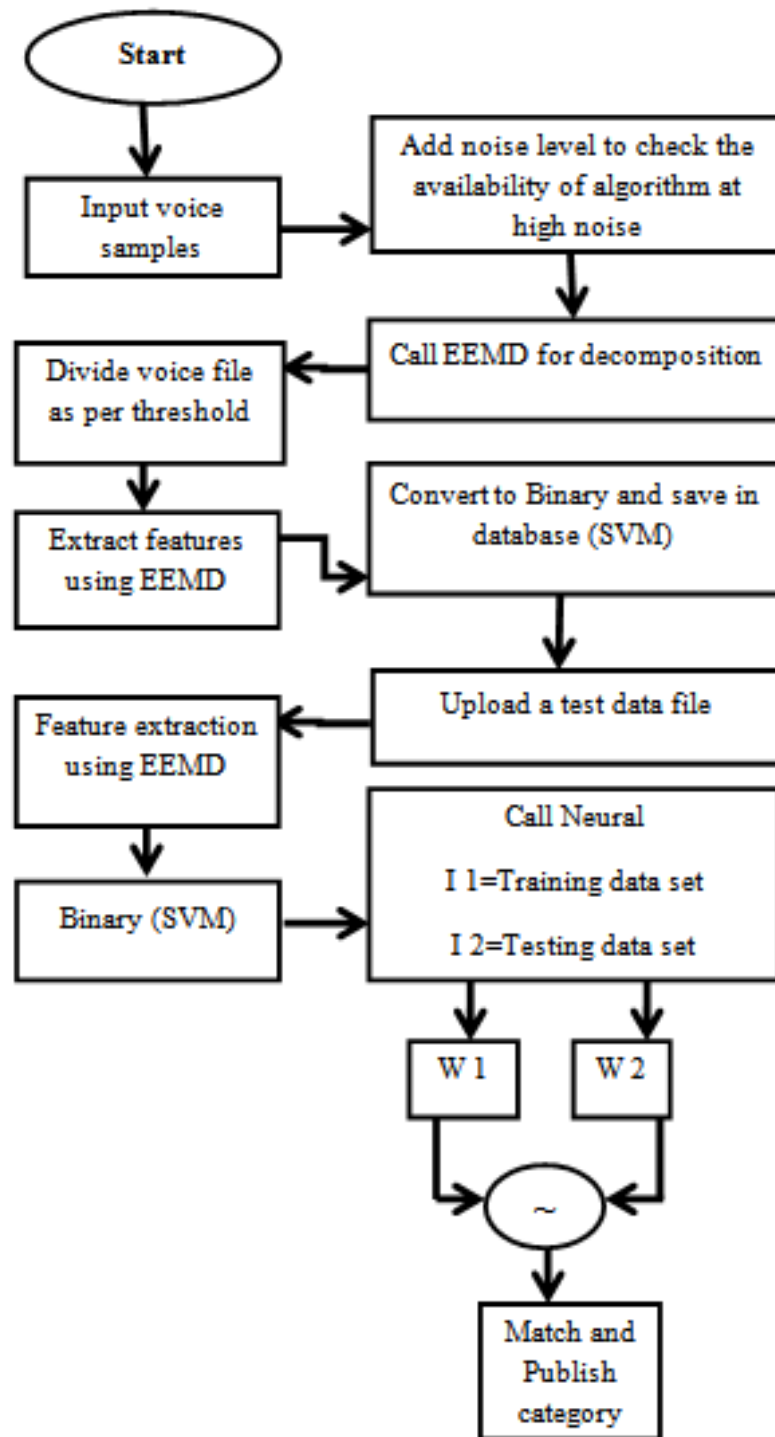 Start
Input voice
samples
Add noise level to check the
availability of algorithm at
high noise
Call EEMD for decomposition
Divide voice file
as per threshold
Extract features
using EEMD
Convert to Binary and save in
database (SVM)
Upload a test data file
Feature extraction
using EEMD
Binary (SVM)
Call Neural
I 1=Training data set
I 2=Testing data set
W 1
W 2
~
Match and
Publish
category